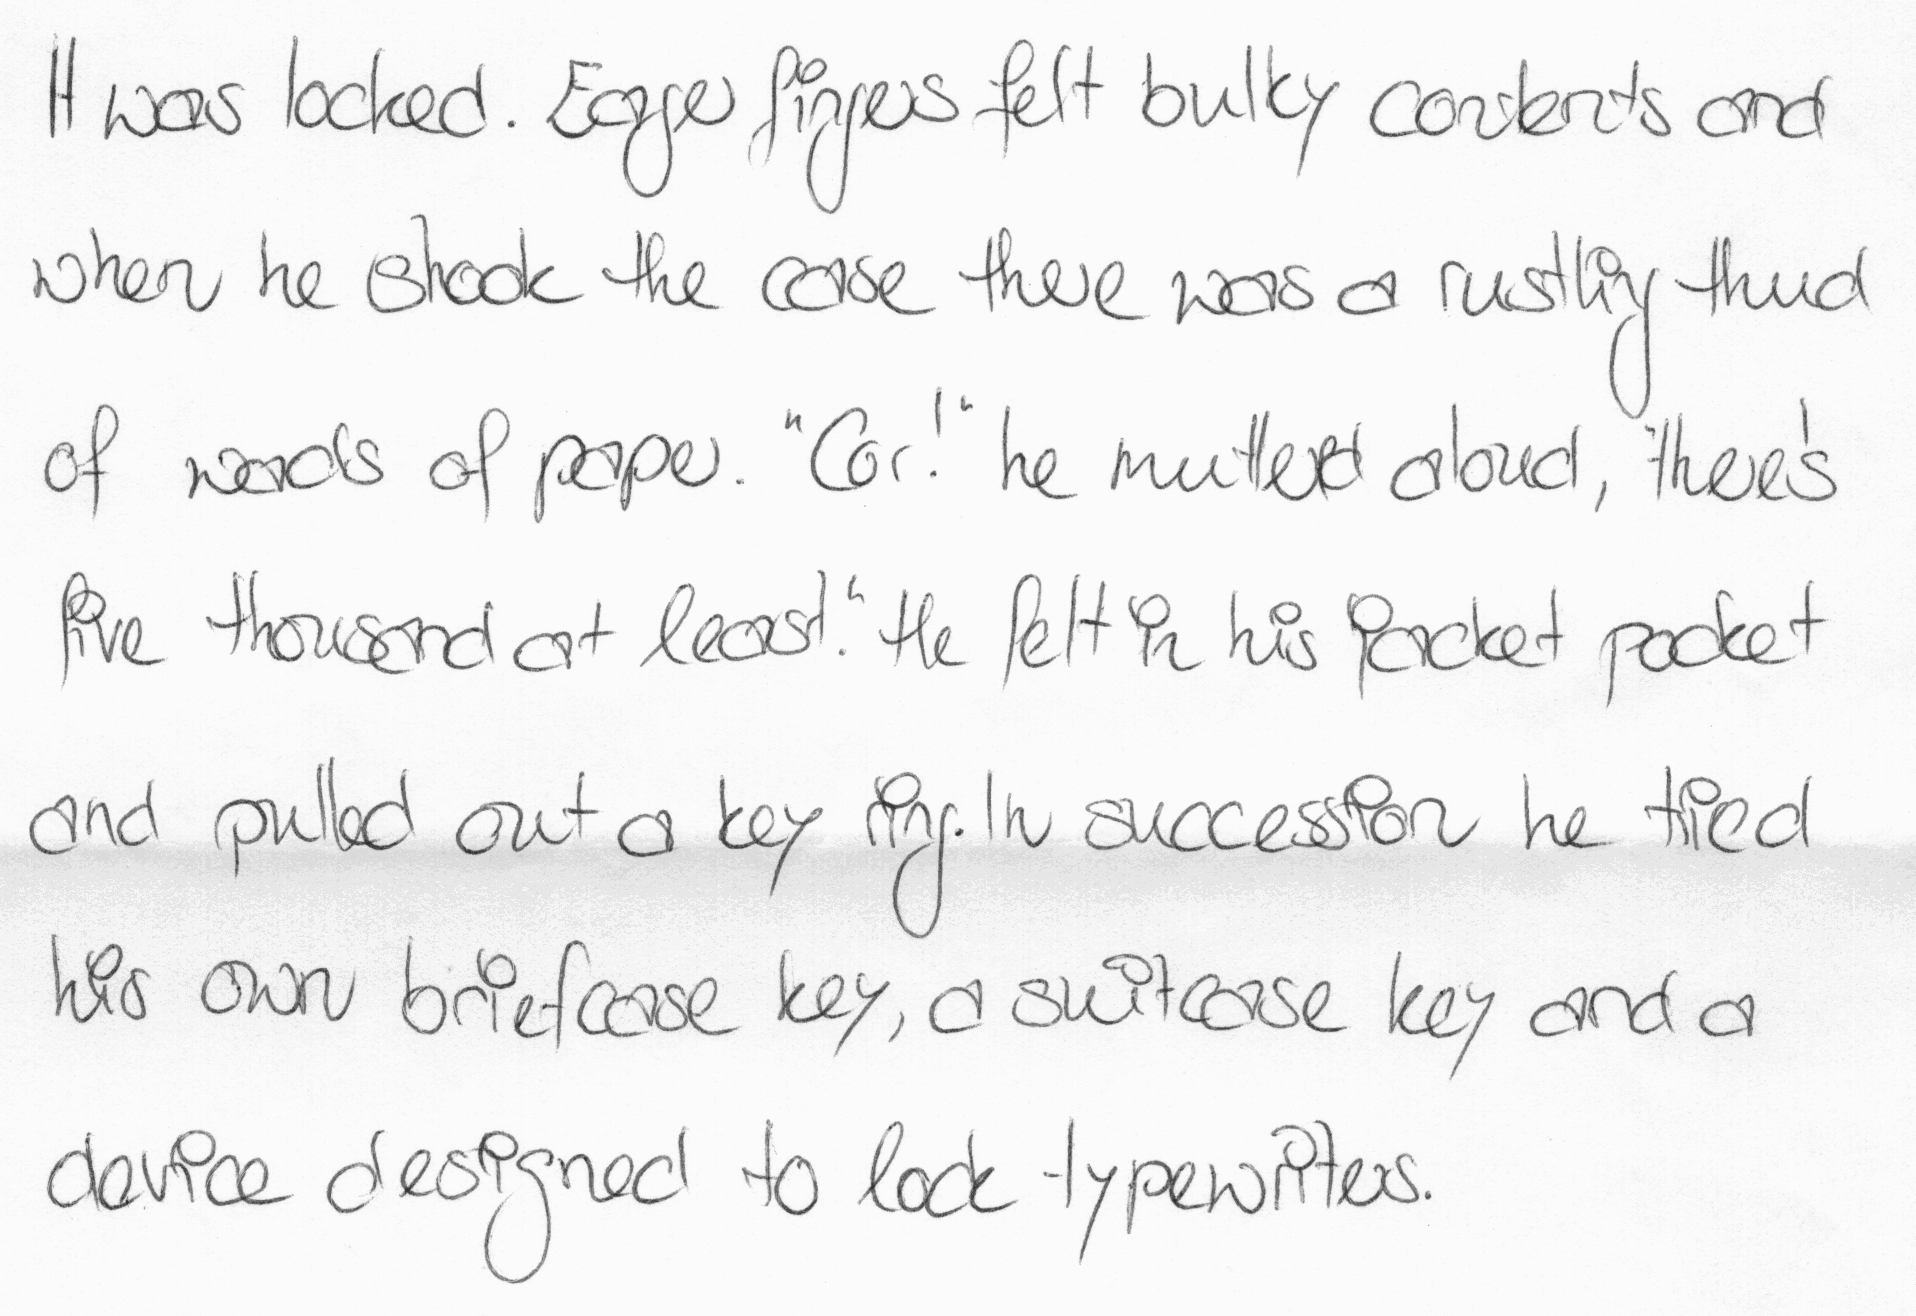 It was locked. Eager fingers felt bulky contents and
when he shook the case there was a rustling thud
of wads of paper. "Cor!" he muttered aloud, "there's
five thousand at least!" He felt in his jacket pocket
and pulled out a key ring. In succession he tried
his own briefcase key, a suitcase key and a
device designed to lock typewriters.